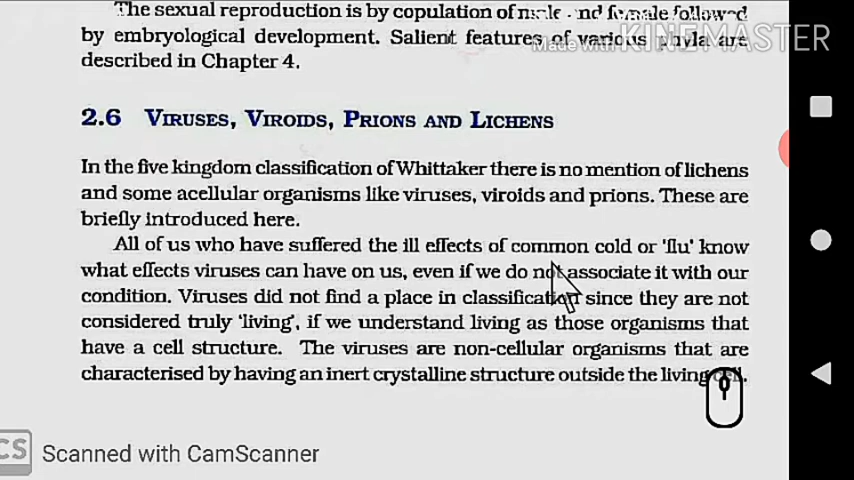 The sexual reproduction is by copulation of male and female followed
by embryological development. Salient features of various phyla are
described in Chapter 4.
Made with KINEMASTER
2.6 VIRUSES, VIROIDS, PRIONS AND LICHENS
In the five kingdom classification of Whittaker there is no mention of lichens
and some acellular organisms like viruses, viroids and prions. These are
briefly introduced here.
All of us who have suffered the ill effects of common cold or 'flu' know
what effects viruses can have on us, even if we do not associate it with our
condition. Viruses did not find a place in classification since they are not
considered truly 'living', if we understand living as those organisms that
have a cell structure. The viruses are non-cellular organisms that are
characterised by having an inert crystalline structure outside the living cell.
CS Scanned with CamScanner